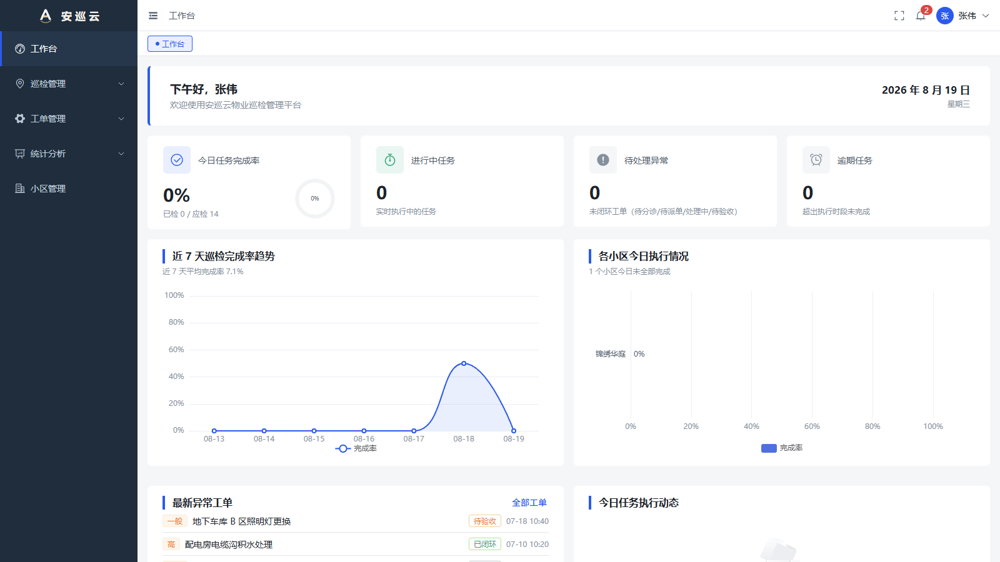 安巡云
工作台
巡检管理
工单管理
统计分析
小区管理
工作台
2
张
张伟
工作台
下午好，张伟
欢迎使用安巡云物业巡检管理平台
2026 年 8 月 19 日
星期三
今日任务完成率
0%
已检 0 / 应检 14
0%
进行中任务
0
实时执行中的任务
待处理异常
0
未闭环工单（待分诊/待派单/处理中/待验收）
逾期任务
0
超出执行时段未完成
近 7 天巡检完成率趋势
近 7 天平均完成率 7.1%
100%
80%
60%
40%
20%
0%
08-13 08-14 08-15 08-16 08-17 08-18 08-19
完成率
各小区今日执行情况
1 个小区今日未全部完成
锦绣华庭 0%
0% 20% 40% 60% 80% 100%
完成率
最新异常工单 全部工单
一般 地下车库 B 区照明灯更换 待验收 07-18 10:40
高 配电房电缆沟积水处理 已闭环 07-10 10:20
今日任务执行动态